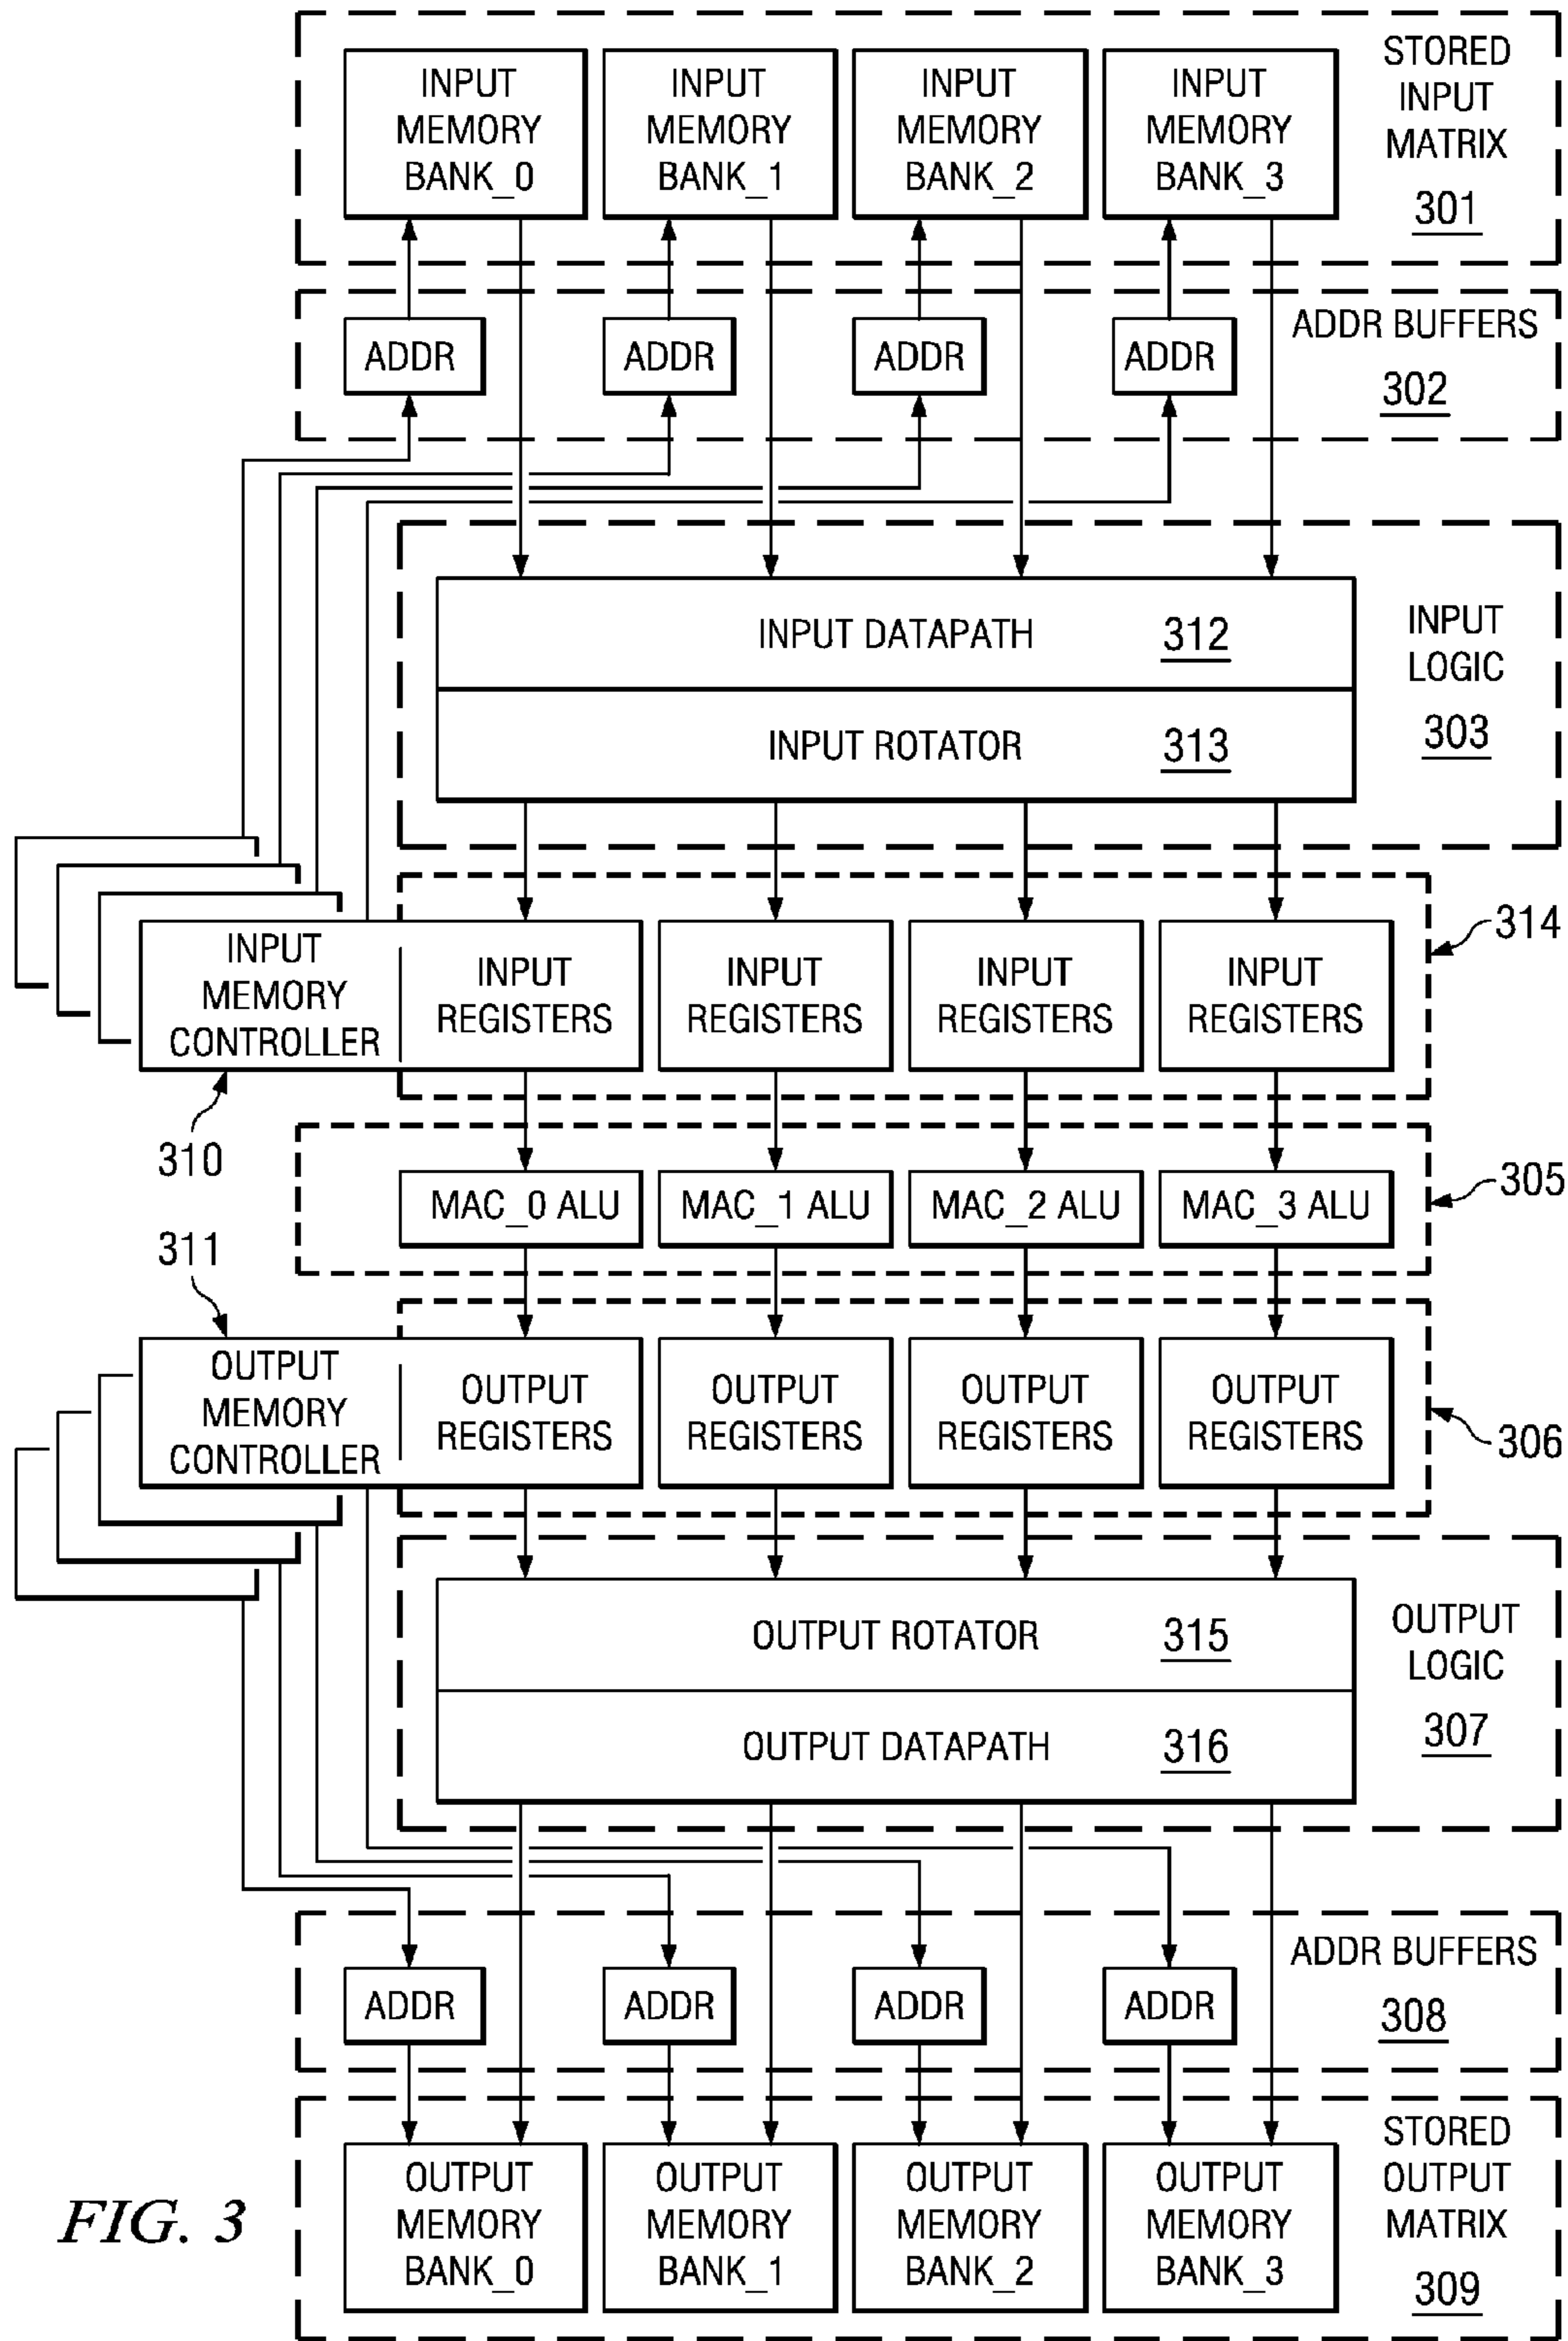 STORED
INPUT
MATRIX
301
INPUT
MEMORY
BANK_0
INPUT
MEMORY
BANK_1
INPUT
MEMORY
BANK_2
INPUT
MEMORY
BANK_3
ADDR BUFFERS
302
ADDR
ADDR
ADDR
ADDR
INPUT
LOGIC
303
INPUT DATAPATH 312
INPUT ROTATOR 313
314
INPUT
MEMORY
CONTROLLER
310
INPUT
REGISTERS
INPUT
REGISTERS
INPUT
REGISTERS
INPUT
REGISTERS
305
MAC_0 ALU
MAC_1 ALU
MAC_2 ALU
MAC_3 ALU
311
OUTPUT
MEMORY
CONTROLLER
OUTPUT
REGISTERS
OUTPUT
REGISTERS
OUTPUT
REGISTERS
OUTPUT
REGISTERS
306
OUTPUT ROTATOR 315
OUTPUT DATAPATH 316
OUTPUT
LOGIC
307
ADDR BUFFERS
308
ADDR
ADDR
ADDR
ADDR
OUTPUT
MEMORY
BANK_0
OUTPUT
MEMORY
BANK_1
OUTPUT
MEMORY
BANK_2
OUTPUT
MEMORY
BANK_3
STORED
OUTPUT
MATRIX
309
FIG. 3